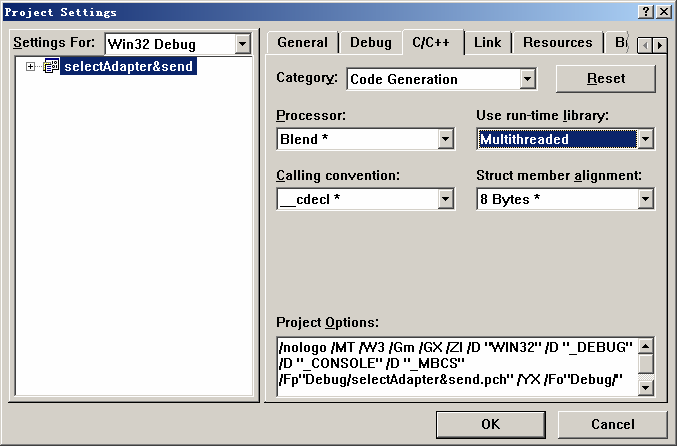 Project Settings
Settings For: Win32 Debug
selectAdapter&send
General Debug C/C++ Link Resources
Category: Code Generation Reset
Processor: Use run-time library:
Blend * Multithreaded
Calling convention: Struct member alignment:
__cdecl * 8 Bytes *
Project Options:
/nologo /MT /W3 /Gm /GX /ZI /D "WIN32" /D "_DEBUG"
/D "_CONSOLE" /D "_MBCS"
/Fp"Debug/selectAdapter&send.pch" /YX /Fo"Debug/"
OK Cancel